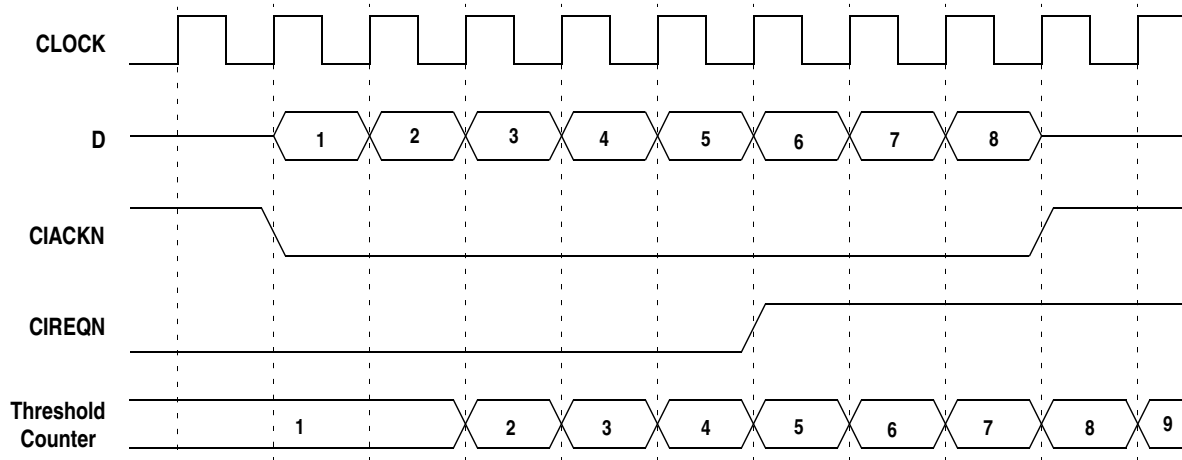 CLOCK
D 1 2 3 4 5 6 7 8
CIACKN
CIREQN
Threshold
Counter
1 2 3 4 5 6 7 8 9